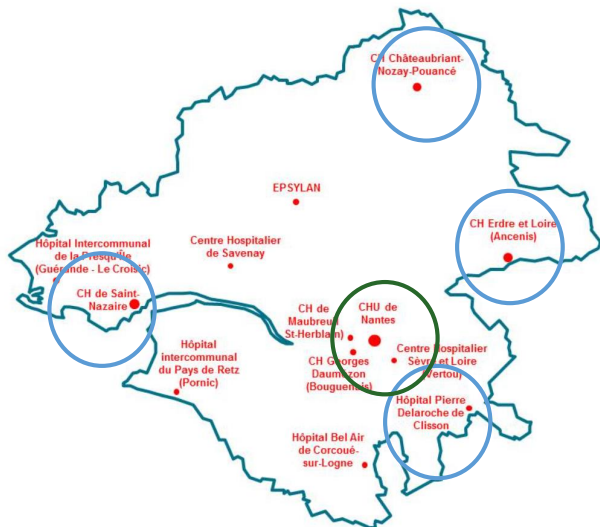 CH Châteaubriant-
Nozay-Pouancé
EPSYLAN
CH Erdre et Loire
(Ancenis)
Hôpital Intercommunal
de la Presqu'île
(Guérande - Le Croisic)
Centre Hospitalier
de Savenay
CH de Saint-
Nazaire
CH de
Maubreuil
St-Herblain)
CHU de
Nantes
Hôpital
intercommunal
du Pays de Retz
(Pornic)
CH Georges
Daumezon
(Bouguenais)
Centre Hospitalier
Sèvre et Loire
(Vertou)
Hôpital Pierre
Delaroche de
Clisson
Hôpital Bel Air
de Corcoué-
sur-Logne